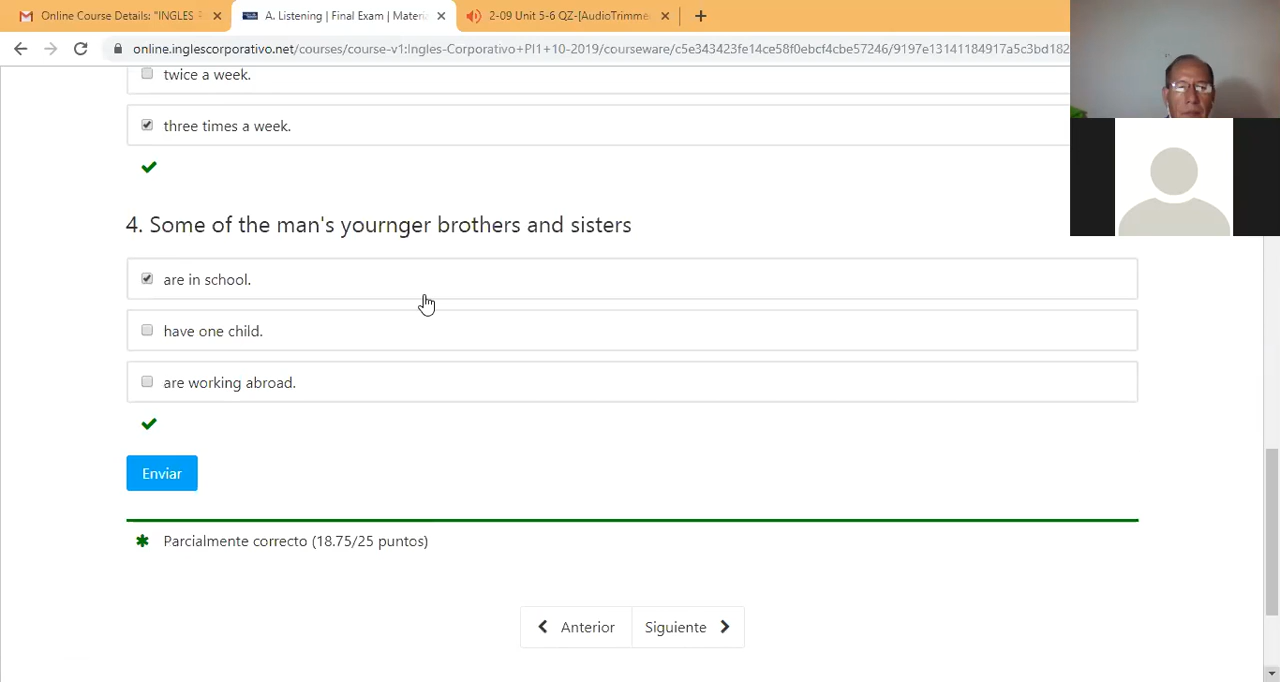 Online Course Details: "INGLES
A. Listening | Final Exam | Materi
2-09 Unit 5-6 QZ-[AudioTrimme
online.inglescorporativo.net/courses/course-v1:Ingles-Corporativo+PI1+10-2019/courseware/c5e343423fe14ce58f0ebcf4cbe57246/9197e13141184917a5c3bd182
twice a week.
three times a week.
4. Some of the man's yournger brothers and sisters
are in school.
have one child.
are working abroad.
Enviar
Parcialmente correcto (18.75/25 puntos)
Anterior
Siguiente